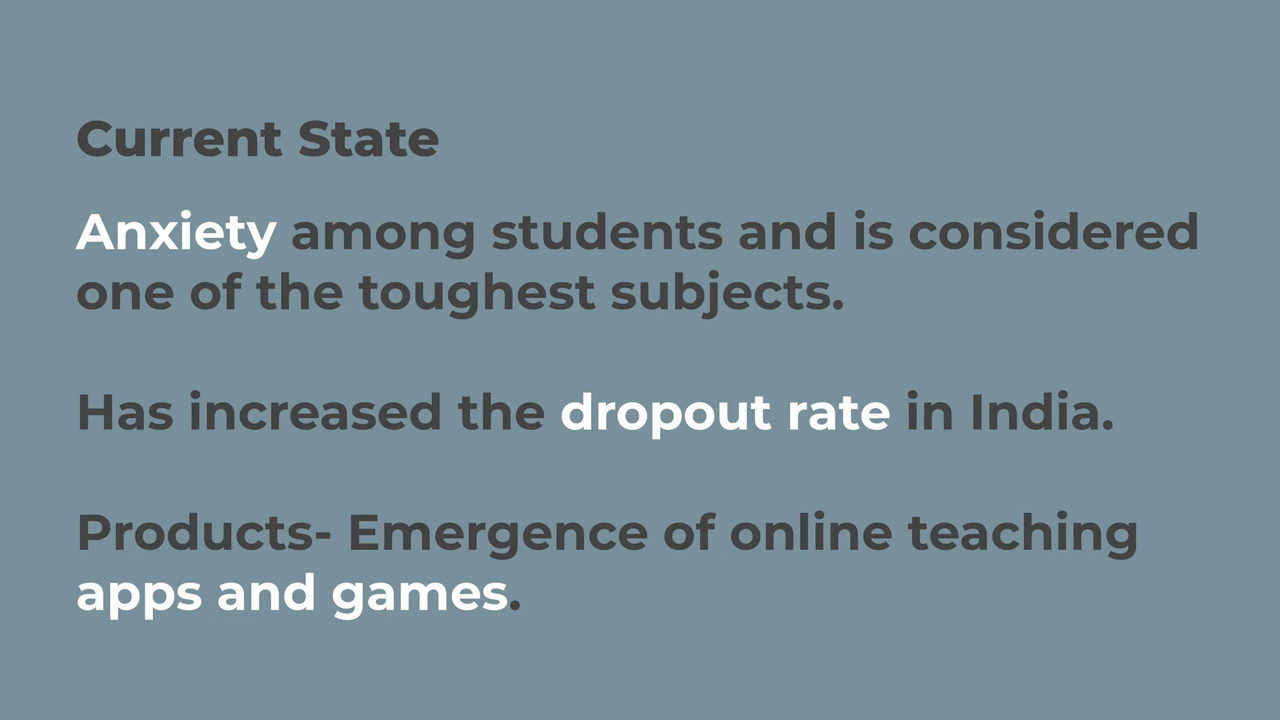 Current State
Anxiety among students and is considered
one of the toughest subjects.
Has increased the dropout rate in India.
Products- Emergence of online teaching
apps and games.